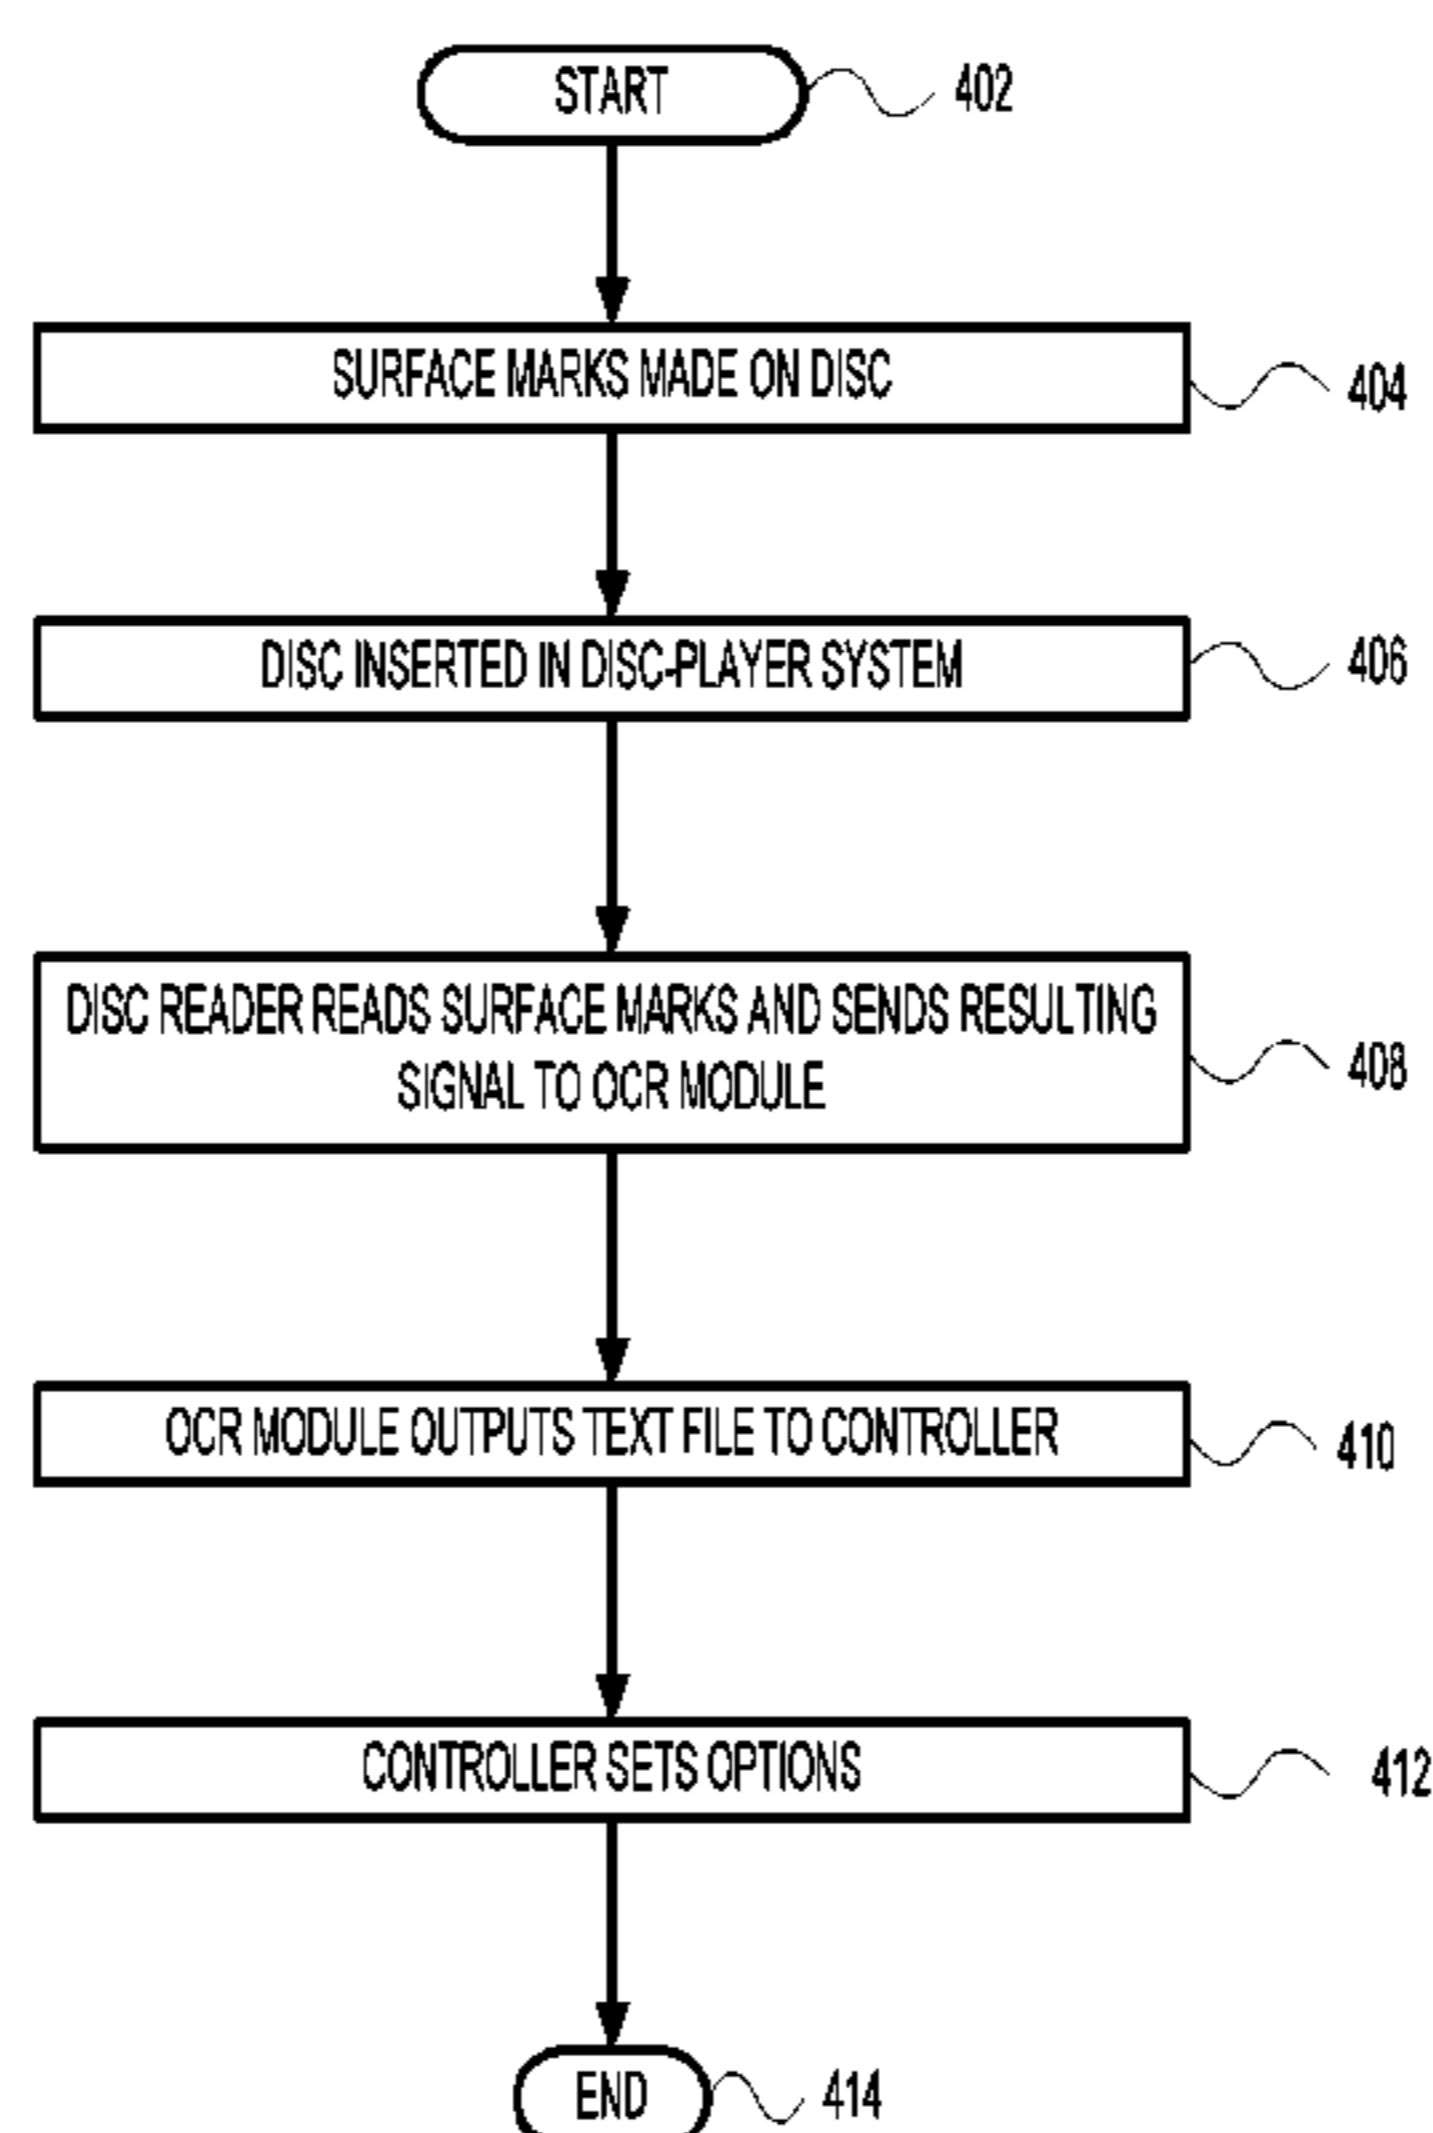 START
402
SURFACE MARKS MADE ON DISC
404
DISC INSERTED IN DISC-PLAYER SYSTEM
406
DISC READER READS SURFACE MARKS AND SENDS RESULTING
SIGNAL TO OCR MODULE
408
OCR MODULE OUTPUTS TEXT FILE TO CONTROLLER
410
CONTROLLER SETS OPTIONS
412
END
414